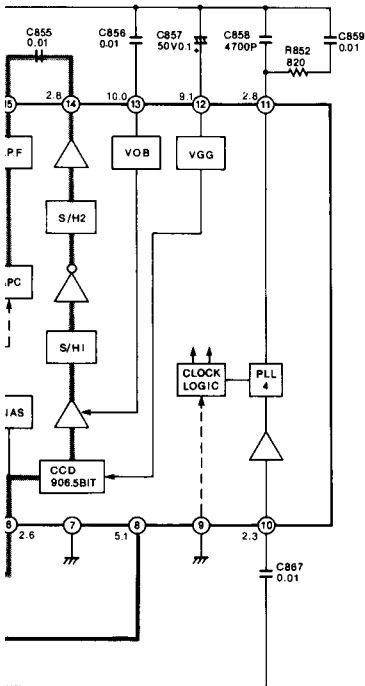 C855
0.01
C856
0.01
C857
50V0.1
C858
4700P
C859
0.01
R852
820
15
2.8
14
10.0
13
9.1
12
2.8
11
P.F
VOB
VGG
S/H2
PC
S/H1
CLOCK
LOGIC
PLL
4
IAS
CCD
906.5BIT
6
2.6
7
5.1
8
9
2.3
10
C867
0.01